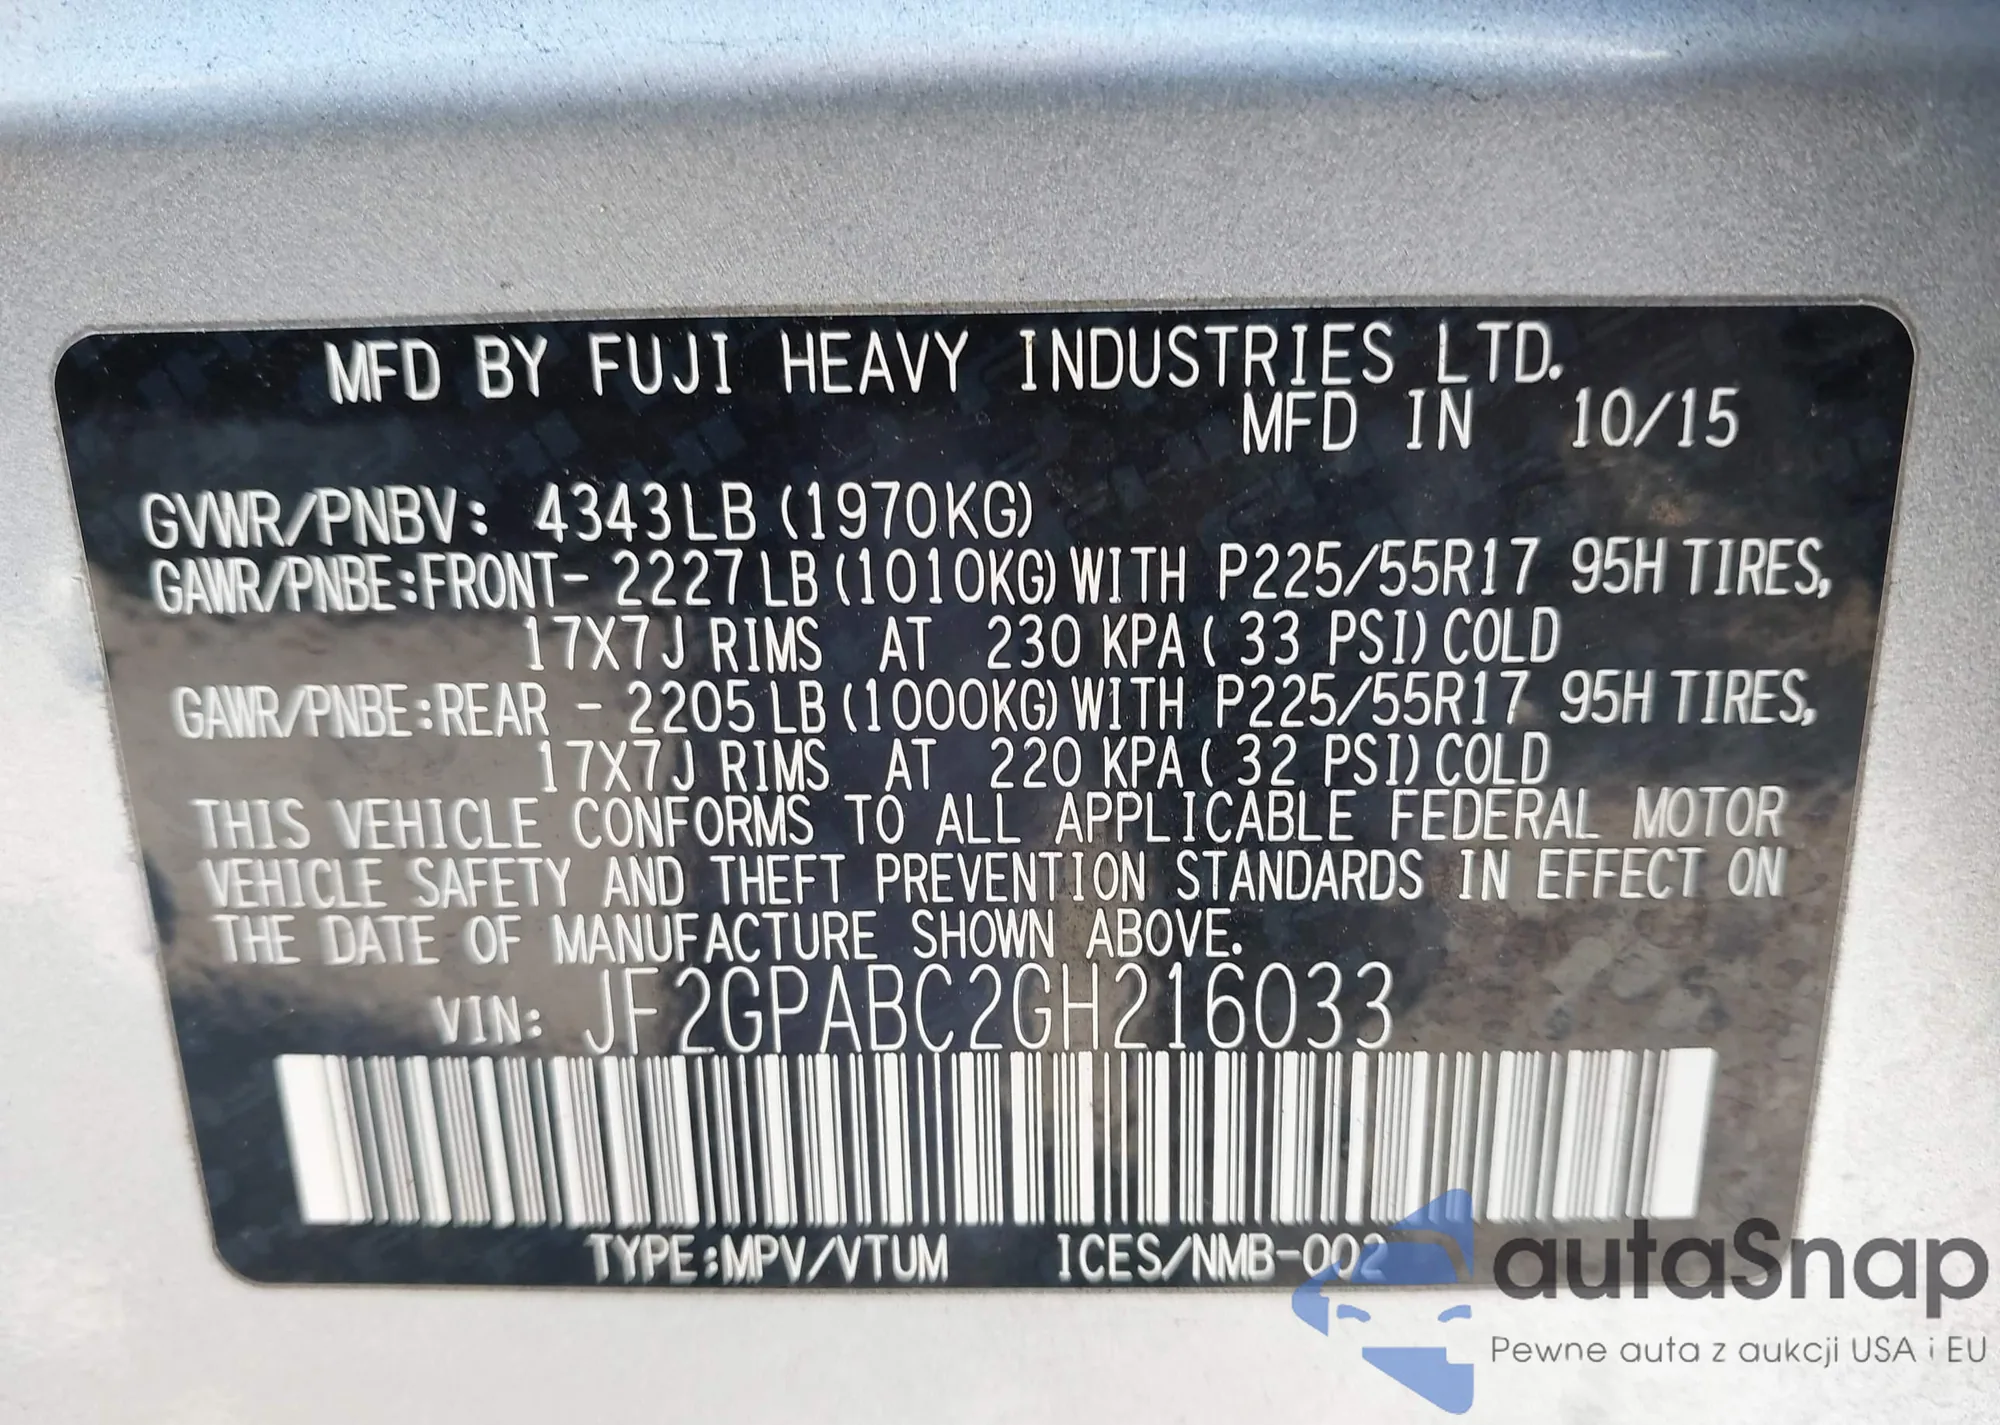 MFD BY FUJI HEAVY INDUSTRIES LTD.
MFD IN 10/15
GVWR/PNBV: 4343LB (1970KG)
GAWR/PNBE:FRONT- 2227LB (1010KG) WITH P225/55R17 95H TIRES,
17X7J RIMS AT 230 KPA ( 33 PSI) COLD
GAWR/PNBE:REAR - 2205LB (1000KG) WITH P225/55R17 95H TIRES,
17X7J RIMS AT 220 KPA ( 32 PSI) COLD
THIS VEHICLE CONFORMS TO ALL APPLICABLE FEDERAL MOTOR
VEHICLE SAFETY AND THEFT PREVENTION STANDARDS IN EFFECT ON
THE DATE OF MANUFACTURE SHOWN ABOVE.
VIN: JF2GPABC2GH216033
TYPE:MPV/VTUM ICES/NMB-002
autaSnap
Pewne auta z aukcji USA i EU